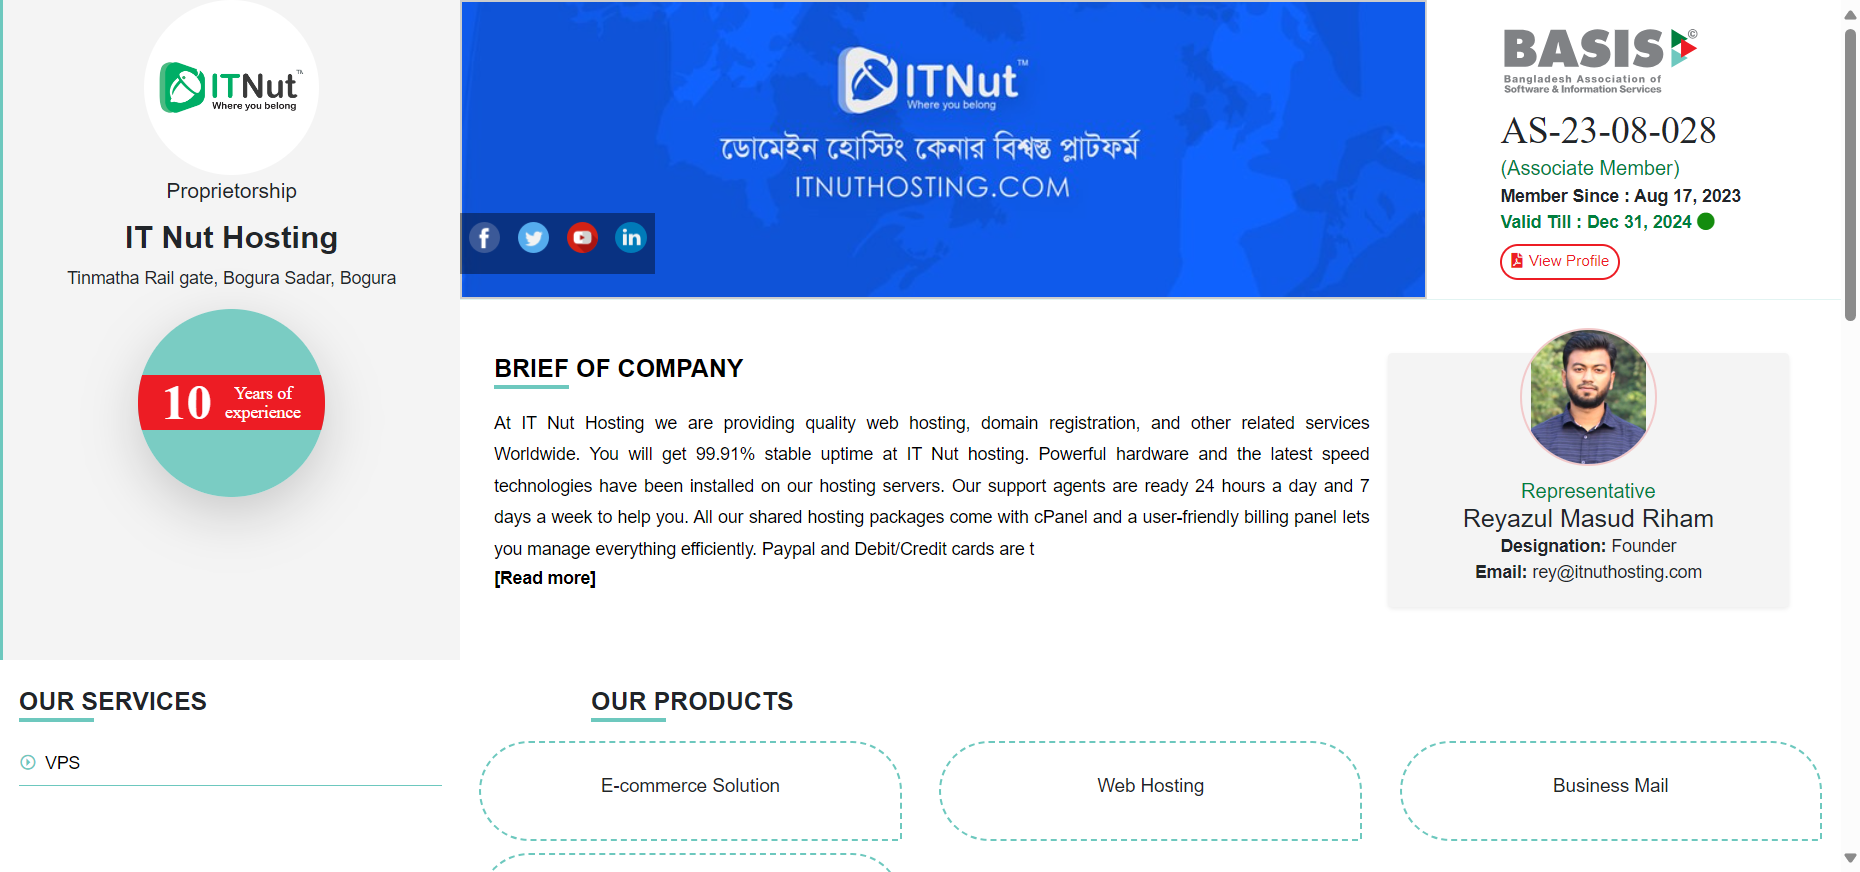 ITNut™
Where you belong
Proprietorship
IT Nut Hosting
Tinmatha Rail gate, Bogura Sadar, Bogura
10 Years of
experience
ITNut™
Where you belong
ডোমেইন হোস্টিং কেনার বিশ্বস্ত প্লাটফর্ম
ITNUTHOSTING.COM
BASIS ©
Bangladesh Association of
Software & Information Services
AS-23-08-028
(Associate Member)
Member Since : Aug 17, 2023
Valid Till : Dec 31, 2024
View Profile
BRIEF OF COMPANY
At IT Nut Hosting we are providing quality web hosting, domain registration, and other related services
Worldwide. You will get 99.91% stable uptime at IT Nut hosting. Powerful hardware and the latest speed
technologies have been installed on our hosting servers. Our support agents are ready 24 hours a day and 7
days a week to help you. All our shared hosting packages come with cPanel and a user-friendly billing panel lets
you manage everything efficiently. Paypal and Debit/Credit cards are t
[Read more]
Representative
Reyazul Masud Riham
Designation: Founder
Email: rey@itnuthosting.com
OUR SERVICES
VPS
OUR PRODUCTS
E-commerce Solution
Web Hosting
Business Mail